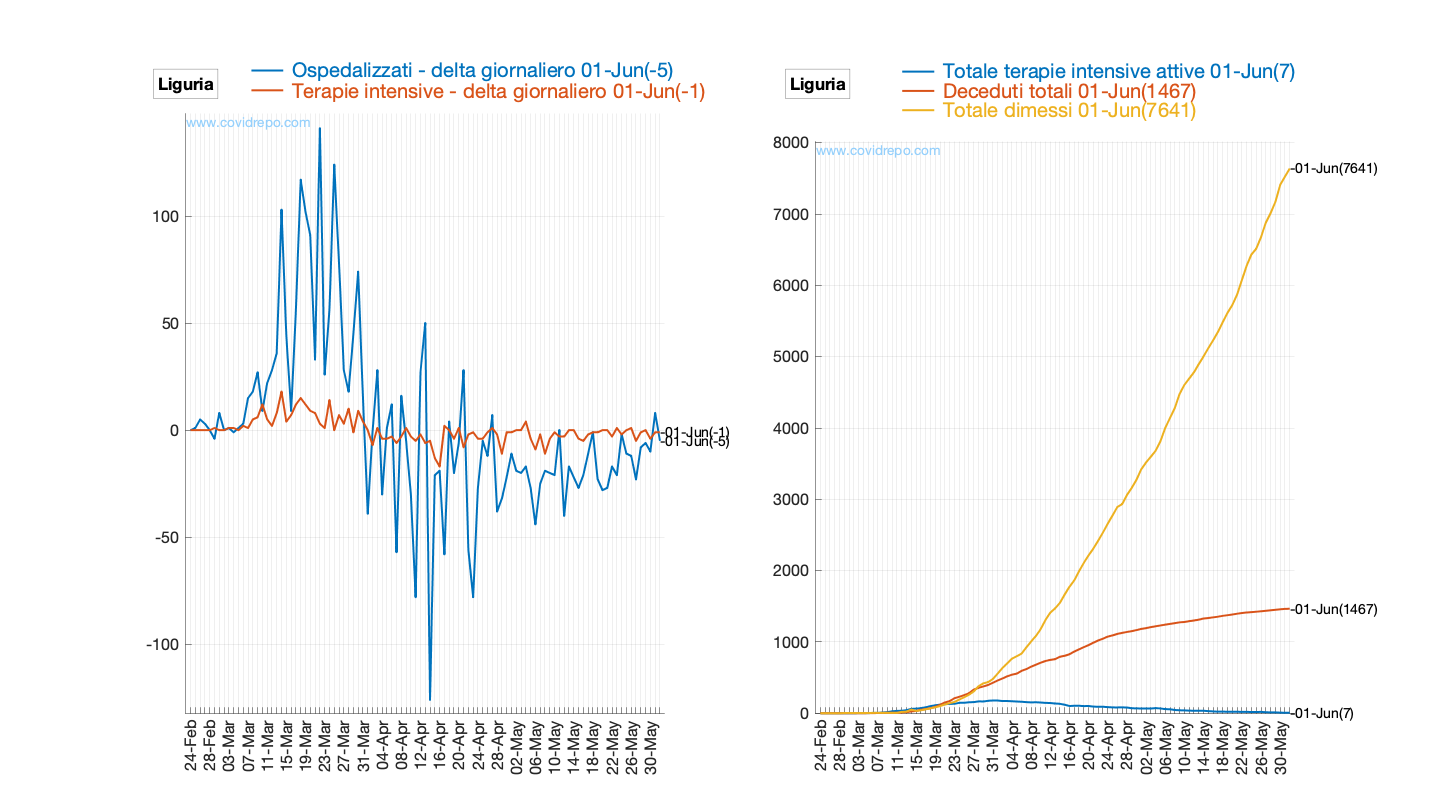 Liguria
Ospedalizzati - delta giornaliero 01-Jun(-5)
Terapie intensive - delta giornaliero 01-Jun(-1)
www.covidrepo.com
100
50
0
-50
-100
-01-Jun(-1)
-01-Jun(-5)
24-Feb
28-Feb
03-Mar
07-Mar
11-Mar
15-Mar
19-Mar
23-Mar
27-Mar
31-Mar
04-Apr
08-Apr
12-Apr
16-Apr
20-Apr
24-Apr
28-Apr
02-May
06-May
10-May
14-May
18-May
22-May
26-May
30-May
Liguria
Totale terapie intensive attive 01-Jun(7)
Deceduti totali 01-Jun(1467)
Totale dimessi 01-Jun(7641)
www.covidrepo.com
8000
7000
6000
5000
4000
3000
2000
1000
0
-01-Jun(7641)
-01-Jun(1467)
-01-Jun(7)
24-Feb
28-Feb
03-Mar
07-Mar
11-Mar
15-Mar
19-Mar
23-Mar
27-Mar
31-Mar
04-Apr
08-Apr
12-Apr
16-Apr
20-Apr
24-Apr
28-Apr
02-May
06-May
10-May
14-May
18-May
22-May
26-May
30-May